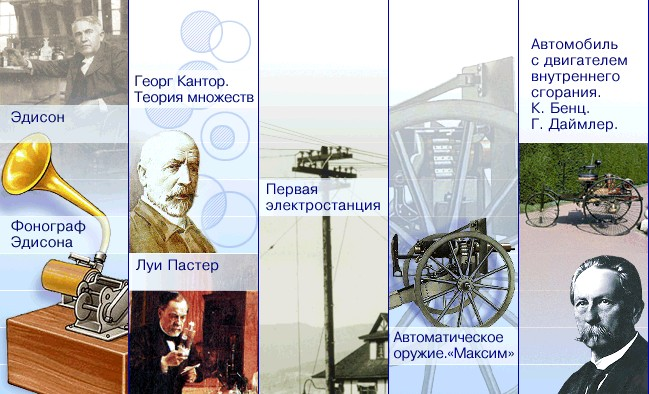 Эдисон
Фонограф
Эдисона
Георг Кантор.
Теория множеств
Луи Пастер
Первая
электростанция
Автоматическое
оружие.«Максим»
Автомобиль
с двигателем
внутреннего
сгорания.
К. Бенц.
Г. Даймлер.